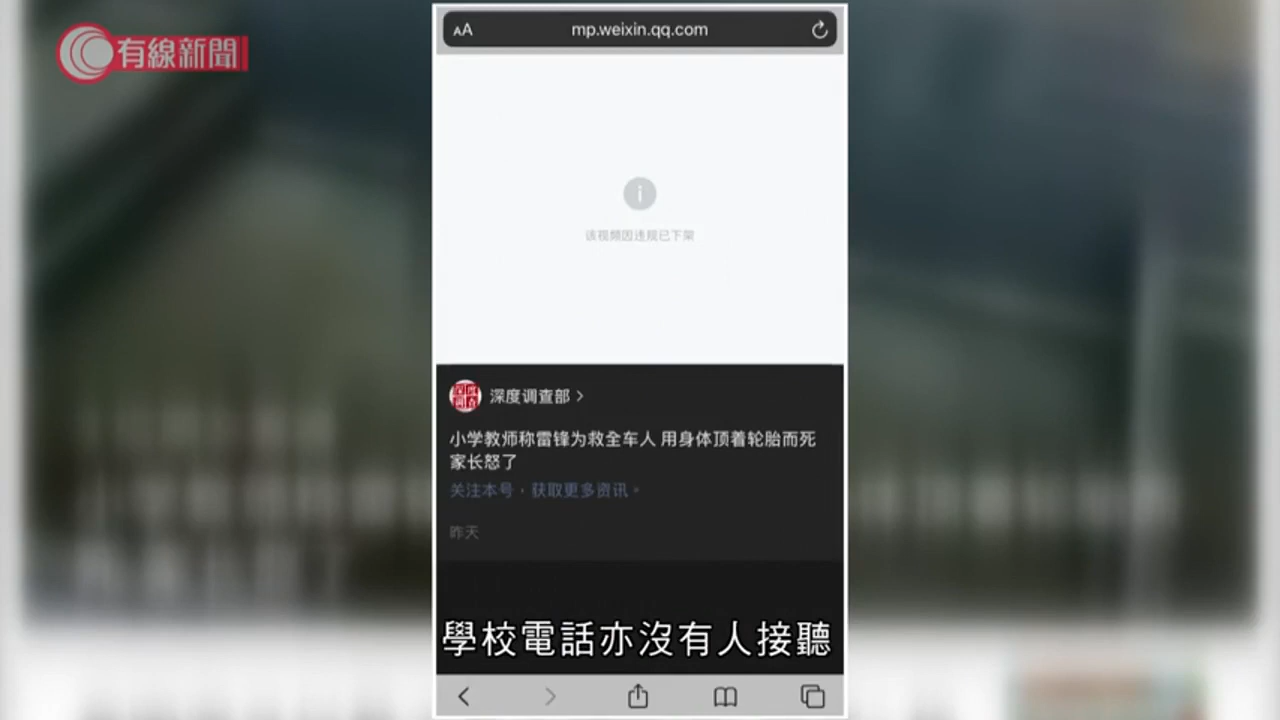 有線新聞
AA
mp.weixin.qq.com
该视频因违规已下架
深度调查部
小学教师称雷锋为救全车人 用身体顶着轮胎而死
家长怒了
关注本号,获取更多资讯。
昨天
學校電話亦沒有人接聽